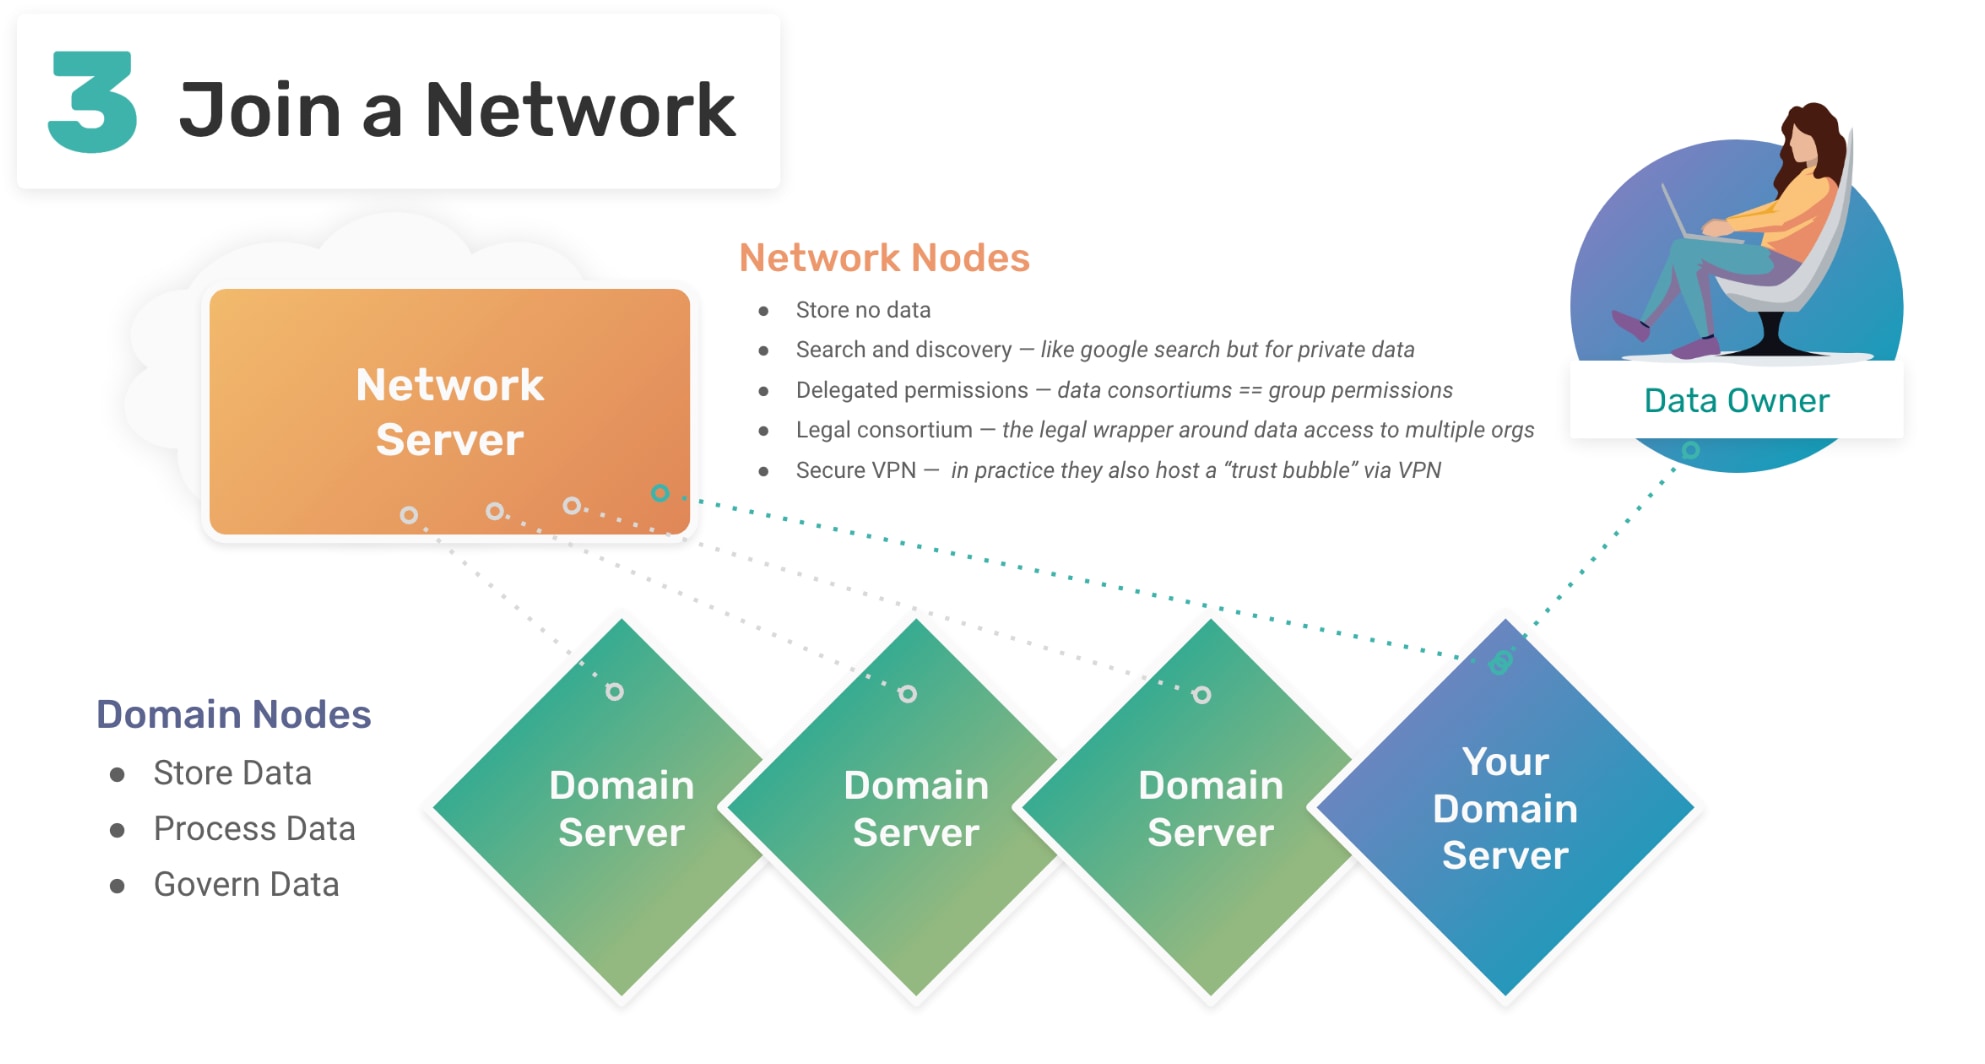 3 Join a Network
Network Nodes
● Store no data
● Search and discovery — like google search but for private data
● Delegated permissions — data consortiums == group permissions
● Legal consortium — the legal wrapper around data access to multiple orgs
● Secure VPN — in practice they also host a “trust bubble” via VPN
Network
Server
Data Owner
Domain Nodes
● Store Data
● Process Data
● Govern Data
Domain
Server
Domain
Server
Domain
Server
Your
Domain
Server